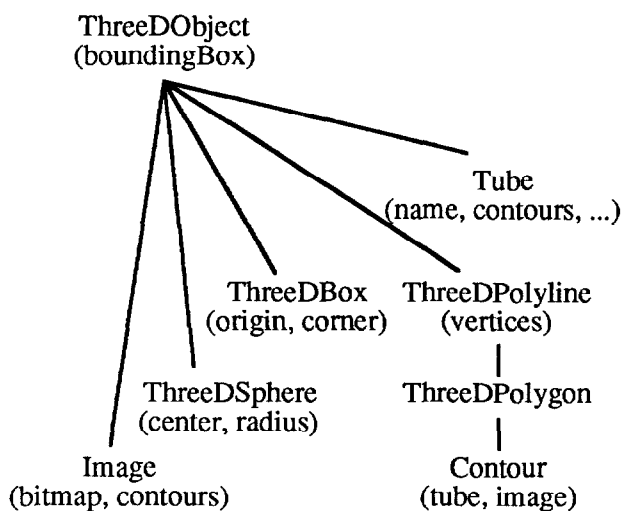 ThreeDObject
(boundingBox)
Tube
(name, contours, ...)
ThreeDBox
(origin, corner)
ThreeDPolyline
(vertices)
ThreeDSphere
(center, radius)
ThreeDPolygon
Image
(bitmap, contours)
Contour
(tube, image)